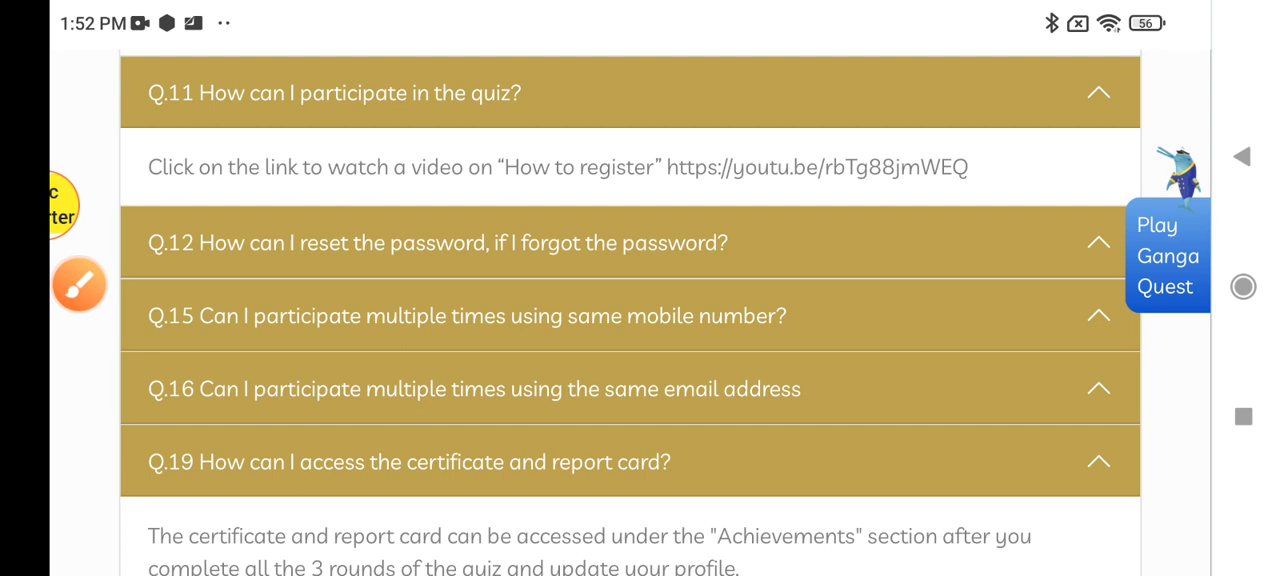 1:52 PM
56
Q.11 How can I participate in the quiz?
Click on the link to watch a video on “How to register” https://youtu.be/rbTg88jmWEQ
c
ter
Q.12 How can I reset the password, if I forgot the password?
Play
Ganga
Quest
Q.15 Can I participate multiple times using same mobile number?
Q.16 Can I participate multiple times using the same email address
Q.19 How can I access the certificate and report card?
The certificate and report card can be accessed under the "Achievements" section after you
complete all the 3 rounds of the quiz and update your profile.